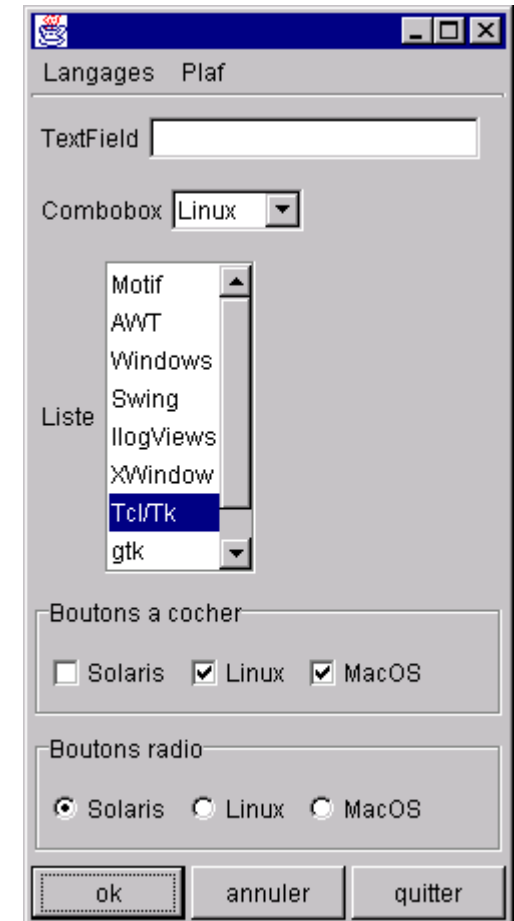 Langages Plaf
TextField
Combobox Linux
Liste
Motif
AWT
Windows
Swing
IlogViews
XWindow
Tcl/Tk
gtk
Boutons a cocher
Solaris Linux MacOS
Boutons radio
Solaris Linux MacOS
ok annuler quitter